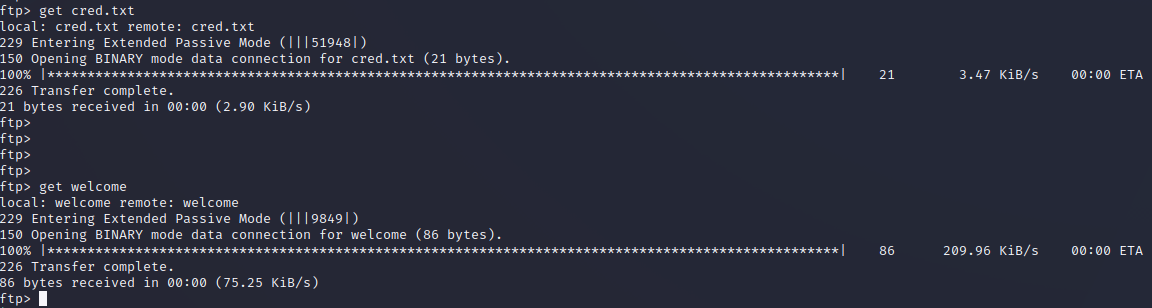 ftp> get cred.txt
local: cred.txt remote: cred.txt
229 Entering Extended Passive Mode (|||51948|)
150 Opening BINARY mode data connection for cred.txt (21 bytes).
100% |***************************************************************************************************| 21 3.47 KiB/s 00:00 ETA
226 Transfer complete.
21 bytes received in 00:00 (2.90 KiB/s)
ftp>
ftp>
ftp>
ftp>
ftp> get welcome
local: welcome remote: welcome
229 Entering Extended Passive Mode (|||9849|)
150 Opening BINARY mode data connection for welcome (86 bytes).
100% |***************************************************************************************************| 86 209.96 KiB/s 00:00 ETA
226 Transfer complete.
86 bytes received in 00:00 (75.25 KiB/s)
ftp>